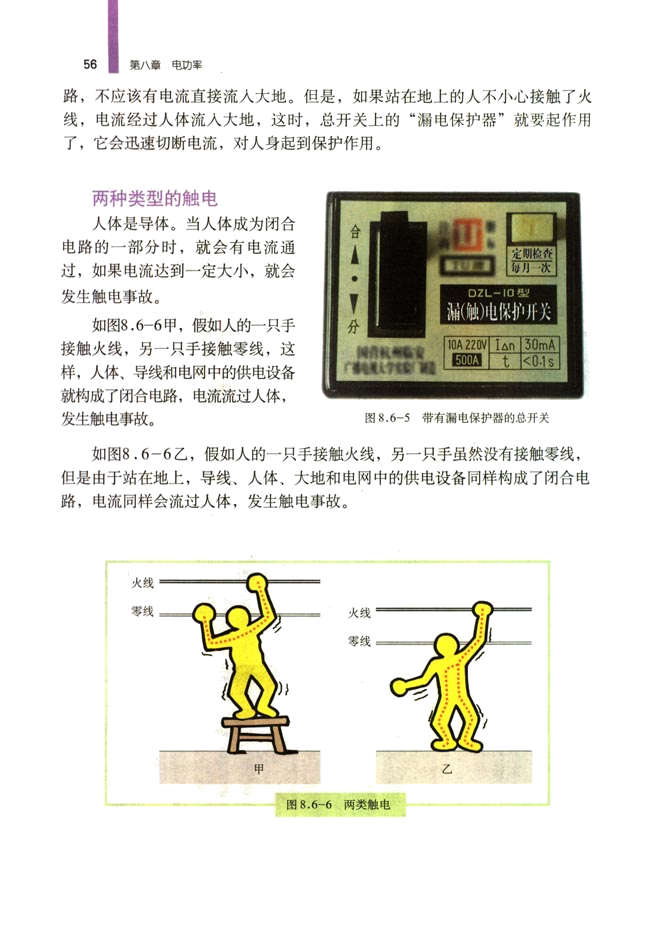 56 第八章 电功率
路，不应该有电流直接流入大地。但是，如果站在地上的人不小心接触了火
线，电流经过人体流入大地，这时，总开关上的“漏电保护器”就要起作用
了，它会迅速切断电流，对人身起到保护作用。
两种类型的触电
人体是导体。当人体成为闭合
电路的一部分时，就会有电流通
过，如果电流达到一定大小，就会
发生触电事故。
如图8.6-6甲，假如人的一只手
接触火线，另一只手接触零线，这
样，人体、导线和电网中的供电设备
就构成了闭合电路，电流流过人体，
发生触电事故。
合
分
定期检查
每月一次
DZL-10型
漏(触)电保护开关
10A 220V I△n 30mA
500A t <0.1s
图 8.6-5 带有漏电保护器的总开关
如图8.6-6乙，假如人的一只手接触火线，另一只手虽然没有接触零线，
但是由于站在地上，导线、人体、大地和电网中的供电设备同样构成了闭合电
路，电流同样会流过人体，发生触电事故。
火线
零线
甲
火线
零线
乙
图 8.6-6 两类触电